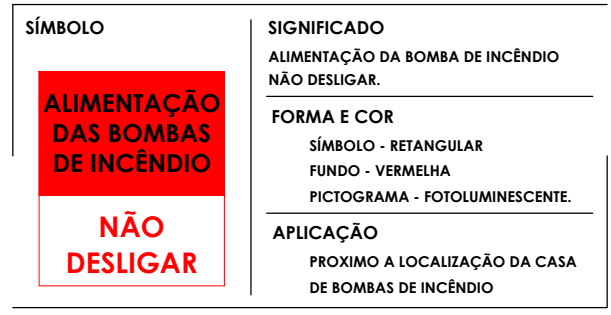 SÍMBOLO
ALIMENTAÇÃO
DAS BOMBAS
DE INCÊNDIO
NÃO
DESLIGAR
SIGNIFICADO
ALIMENTAÇÃO DA BOMBA DE INCÊNDIO
NÃO DESLIGAR.
FORMA E COR
SÍMBOLO - RETANGULAR
FUNDO - VERMELHA
PICTOGRAMA - FOTOLUMINESCENTE.
APLICAÇÃO
PROXIMO A LOCALIZAÇÃO DA CASA
DE BOMBAS DE INCÊNDIO